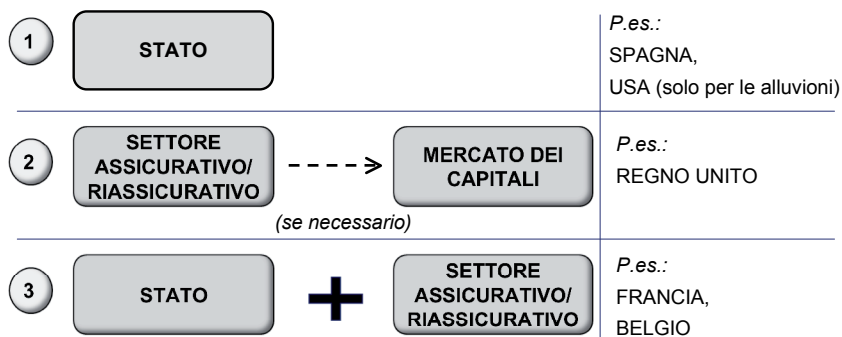 1
STATO
P.es.:
SPAGNA,
USA (solo per le alluvioni)
2
SETTORE
ASSICURATIVO/
RIASSICURATIVO
MERCATO DEI
CAPITALI
(se necessario)
P.es.:
REGNO UNITO
3
STATO
SETTORE
ASSICURATIVO/
RIASSICURATIVO
P.es.:
FRANCIA,
BELGIO